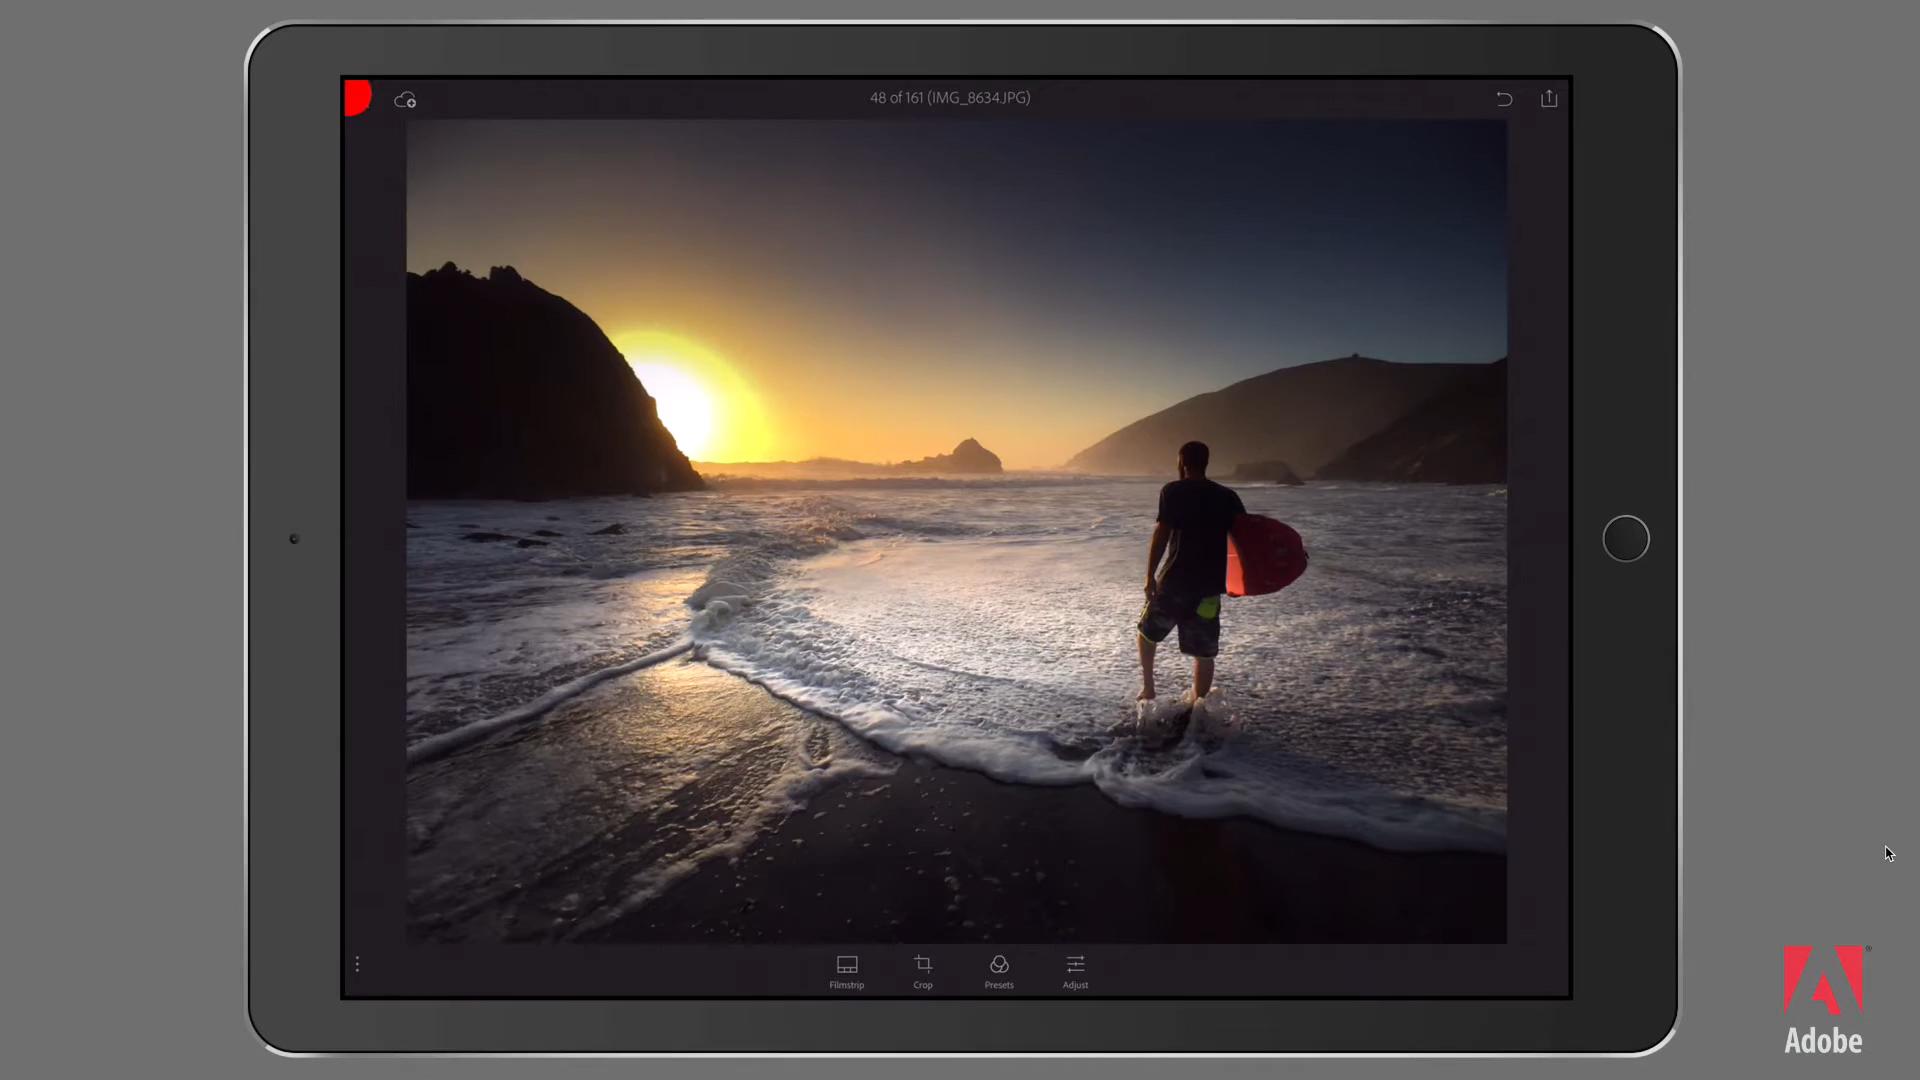 48 of 161 (IMG_8634.JPG)
Filmstrip
Crop
Presets
Adjust
Adobe